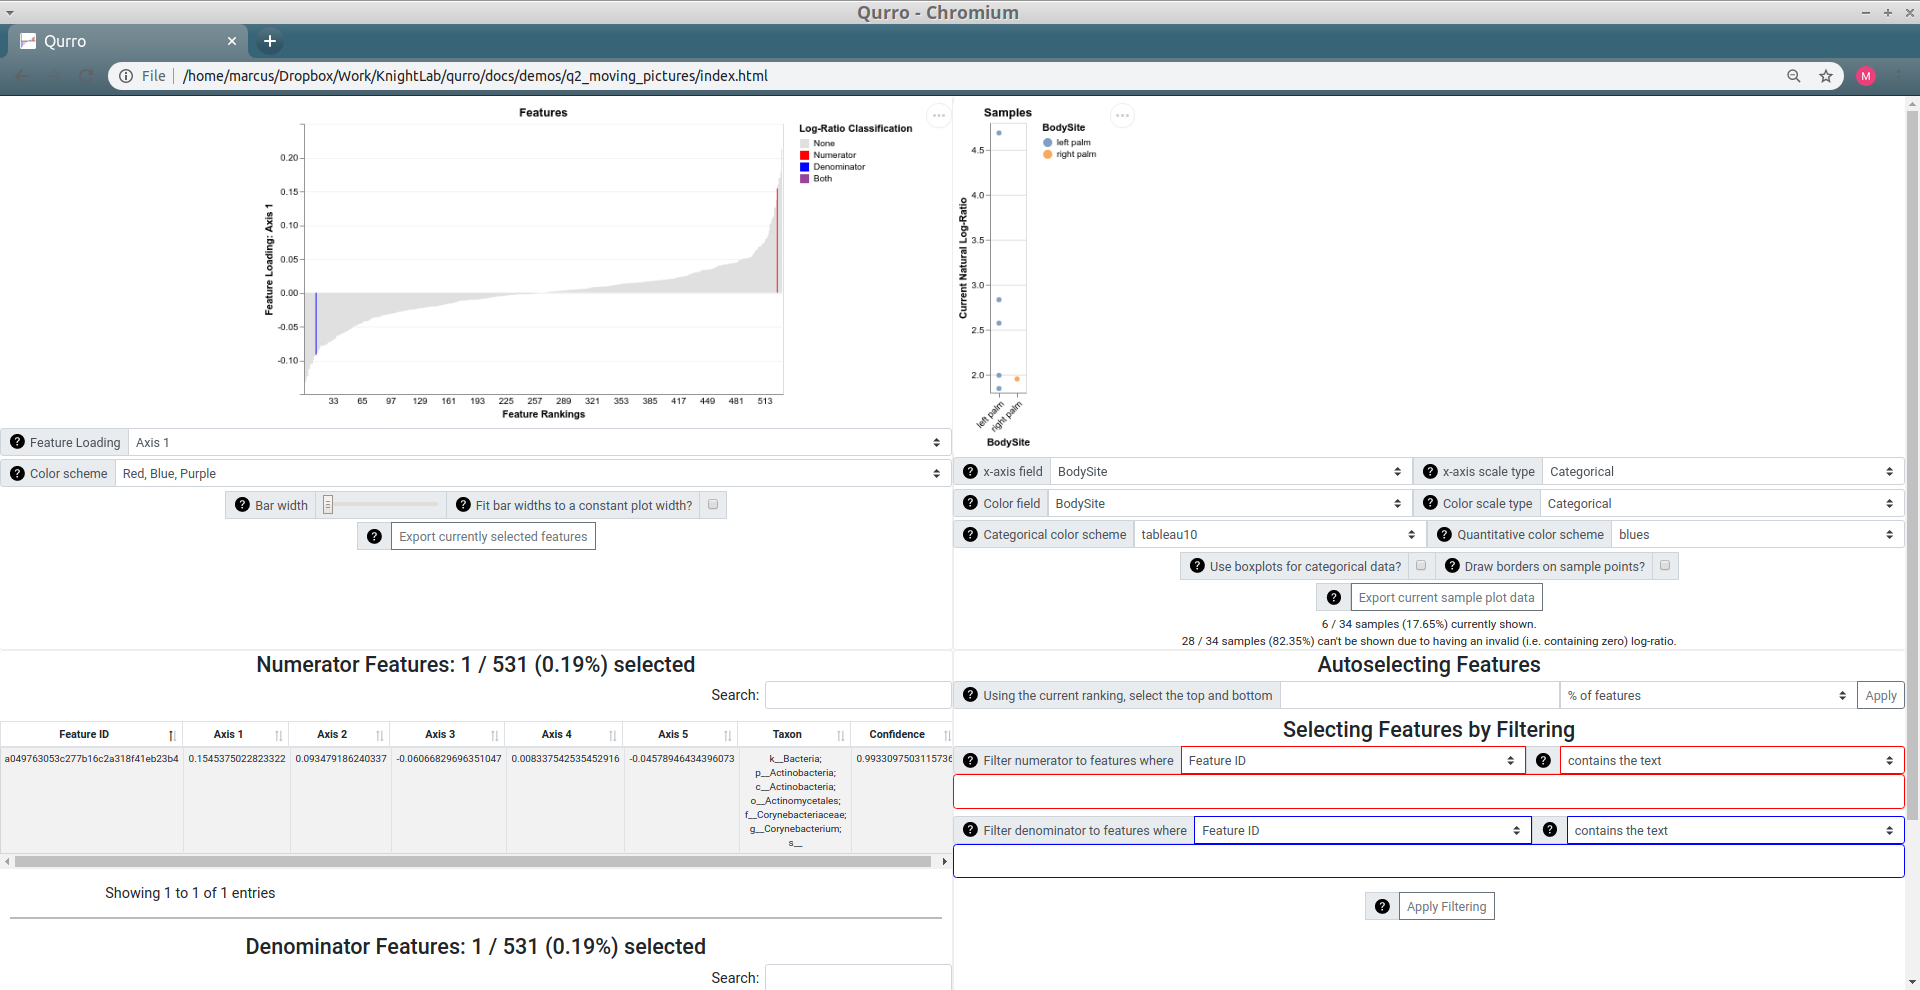 Qurro - Chromium
Qurro
File
/home/marcus/Dropbox/Work/KnightLab/qurro/docs/demos/q2_moving_pictures/index.html
M
Features
Log-Ratio Classification
None
Numerator
Denominator
Both
Feature Loading: Axis 1
0.20
0.15
0.10
0.05
0.00
-0.05
-0.10
33 65 97 129 161 193 225 257 289 321 353 385 417 449 481 513
Feature Rankings
Samples
BodySite
left palm
right palm
Current Natural Log-Ratio
4.5
4.0
3.5
3.0
2.5
2.0
left palm
right palm
BodySite
? Feature Loading Axis 1
? Color scheme Red, Blue, Purple
? Bar width ? Fit bar widths to a constant plot width?
? Export currently selected features
? x-axis field BodySite ? x-axis scale type Categorical
? Color field BodySite ? Color scale type Categorical
? Categorical color scheme tableau10 ? Quantitative color scheme blues
? Use boxplots for categorical data? ? Draw borders on sample points?
? Export current sample plot data
6 / 34 samples (17.65%) currently shown.
28 / 34 samples (82.35%) can't be shown due to having an invalid (i.e. containing zero) log-ratio.
Numerator Features: 1 / 531 (0.19%) selected
Search:
Feature ID Axis 1 Axis 2 Axis 3 Axis 4 Axis 5 Taxon Confidence
a049763053c277b16c2a318f41eb23b4 0.1545375022823322 0.093479186240337 -0.06066829696351047 0.008337542535452916 -0.04578946434396073 k__Bacteria; 0.9933097503115736
p__Actinobacteria;
c__Actinobacteria;
o__Actinomycetales;
f__Corynebacteriaceae;
g__Corynebacterium;
s__
Showing 1 to 1 of 1 entries
Denominator Features: 1 / 531 (0.19%) selected
Search:
Autoselecting Features
? Using the current ranking, select the top and bottom % of features Apply
Selecting Features by Filtering
? Filter numerator to features where Feature ID ? contains the text
? Filter denominator to features where Feature ID ? contains the text
? Apply Filtering